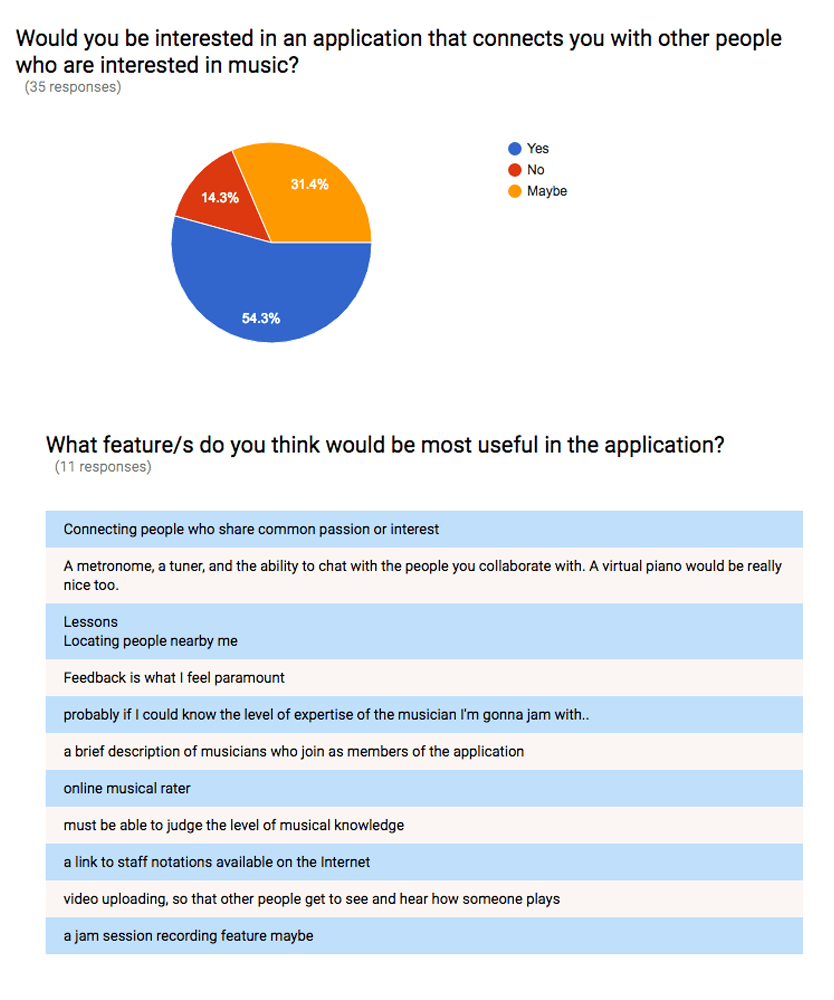 Would you be interested in an application that connects you with other people
who are interested in music?
(35 responses)
Yes
No
Maybe
31.4%
14.3%
54.3%
What feature/s do you think would be most useful in the application?
(11 responses)
Connecting people who share common passion or interest
A metronome, a tuner, and the ability to chat with the people you collaborate with. A virtual piano would be really
nice too.
Lessons
Locating people nearby me
Feedback is what I feel paramount
probably if I could know the level of expertise of the musician I'm gonna jam with..
a brief description of musicians who join as members of the application
online musical rater
must be able to judge the level of musical knowledge
a link to staff notations available on the Internet
video uploading, so that other people get to see and hear how someone plays
a jam session recording feature maybe